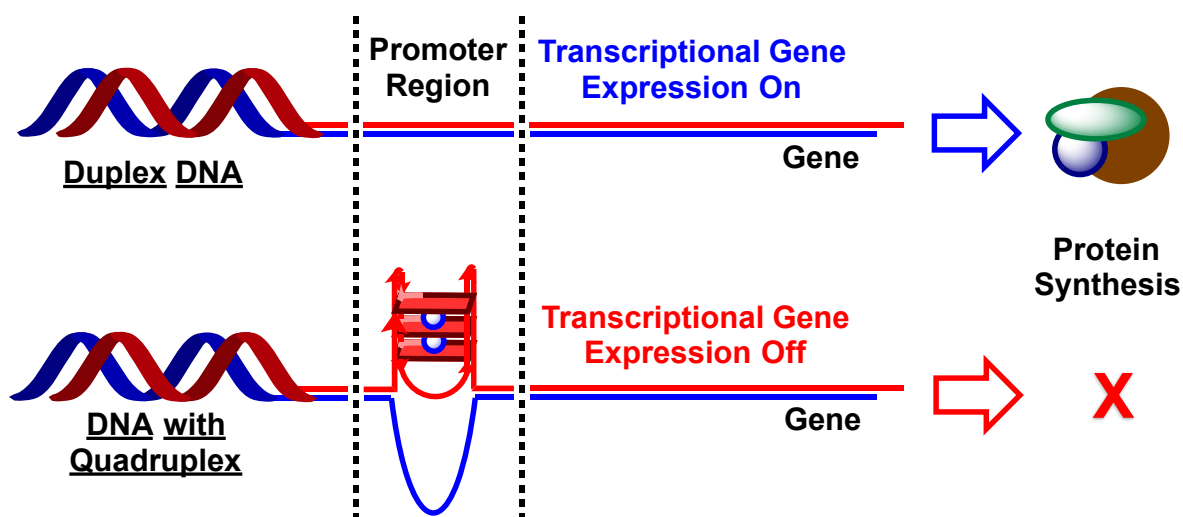 Promoter
Region
Transcriptional Gene
Expression On
Duplex DNA
Gene
Protein
Synthesis
Transcriptional Gene
Expression Off
DNA with
Quadruplex
Gene
X